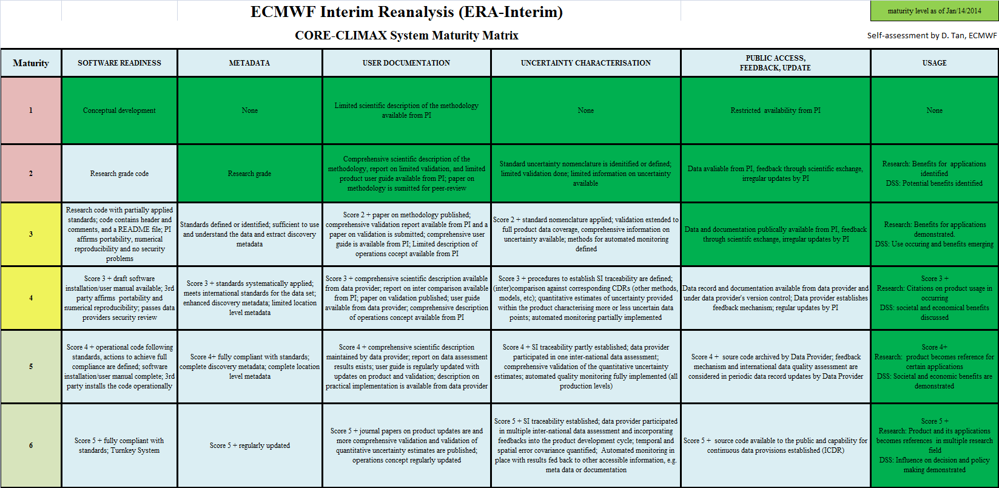 ECMWF Interim Reanalysis (ERA-Interim)
maturity level as of Jan/14/2014
CORE-CLIMAX System Maturity Matrix
Self-assessment by D. Tan, ECMWF
Maturity
SOFTWARE READINESS
METADATA
USER DOCUMENTATION
UNCERTAINTY CHARACTERISATION
PUBLIC ACCESS,
FEEDBACK, UPDATE
USAGE
1
Conceptual development
None
Limited scientific description of the methodology
available from PI
None
Restricted availability from PI
None
2
Research grade code
Research grade
Comprehensive scientific description of the
methodology, report on limited validation, and limited
product user guide available from PI; paper on
methodology is sumitted for peer-review
Standard uncertainty nomenclature is identitified or defined;
limited validation done; limited information on uncertainty
available
Data avaliable from PI, feedback through scientific exchange,
irregular updates by PI
Research: Benefits for applications
identified
DSS: Potential benefits identified
3
Research code with partially applied
standards; code contains header and
comments, and a README file; PI
affirms portability, numerical
reproducibility and no security
problems
Standards defined or identified; sufficient to use
and understand the data and extract discovery
metadata
Score 2 + paper on methodology published;
comprehensive validation report available from PI and a
paper on validation is submitted; comprehensive user
guide is available from PI; Limited description of
operations cocept available from PI
Score 2 + standard nomenclature applied; validation extended to
full product data coverage, comprehensive information on
uncertainty available; methods for automated monitoring
defined
Data and documentation publically available from PI, feedback
through scientifc exchange, irregular updates by PI
Research: Benefits for applications
demonstrated.
DSS: Use occuring and benefits emerging
4
Score 3 + draft software
installation/user manual available; 3rd
party affirms portability and
numerical reproducibility; passes data
providers security review
Score 3 + standards systematically applied;
meets international standards for the data set;
enhanced discovery metadata; limited location
level metadata
Score 3 + comprehensive scientific description available
from data provider; report on inter comparison available
from PI; paper on validation published; user guide
available from data provider; comprehensive description
of operations concept available from PI
Score 3 + procedures to establish SI traceability are defined;
(inter)comparison against corresponding CDRs (other methods,
models, etc); quantitative estimates of uncertainty provided
within the product characterising more or less uncertain data
points; automated monitoring partially implemented
Data record and documentation available from data provider and
under data provider's version control; Data provider establishes
feedback mechanism; regular updates by PI
Score 3 +
Research: Citations on product usage in
occurring
DSS: societal and economical benefits
discussed
5
Score 4 + operational code following
standards, actions to achieve full
compliance are defined; software
installation/user manual complete; 3rd
party installs the code operationally
Score 4+ fully compliant with standards;
complete discovery metadata; complete location
level metadata
Score 4 + comprehensive scientific description
maintained by data provider; report on data assessment
results exists; user guide is regularly updated with
updates on product and validation; description on
practical implementation is available from data provider
Score 4 + SI traceability partly established; data provider
participated in one inter-national data assessment;
comprehensive validation of the quantitative uncertainty
estimates; automated quality monitoring fully implemented (all
production levels)
Score 4 + soure code archived by Data Provider; feedback
mechanism and international data quality assessment are
considered in periodic data record updates by Data Provider
Score 4+
Research: product becomes reference for
certain applications
DSS: Societal and economic benefits are
demonstrated
6
Score 5 + fully compliant with
standards; Turnkey System
Score 5 + regularly updated
Score 5 + journal papers on product updates are and
more comprehensive validation and validation of
quantitative uncertainty estimates are published;
operations concept regularly updated
Score 5 + SI traceability established; data provider participated
in multiple inter-national data assessment and incorporating
feedbacks into the product development cycle; temporal and
spatial error covariance quantified; Automated monitoring in
place with results fed back to other accessible information, e.g.
meta data or documentation
Score 5 + source code available to the public and capability for
continuous data provisions established (ICDR)
Score 5 +
Research: Product and its applications
becomes references in multiple research
field
DSS: Influence on decision and policy
making demonstrated